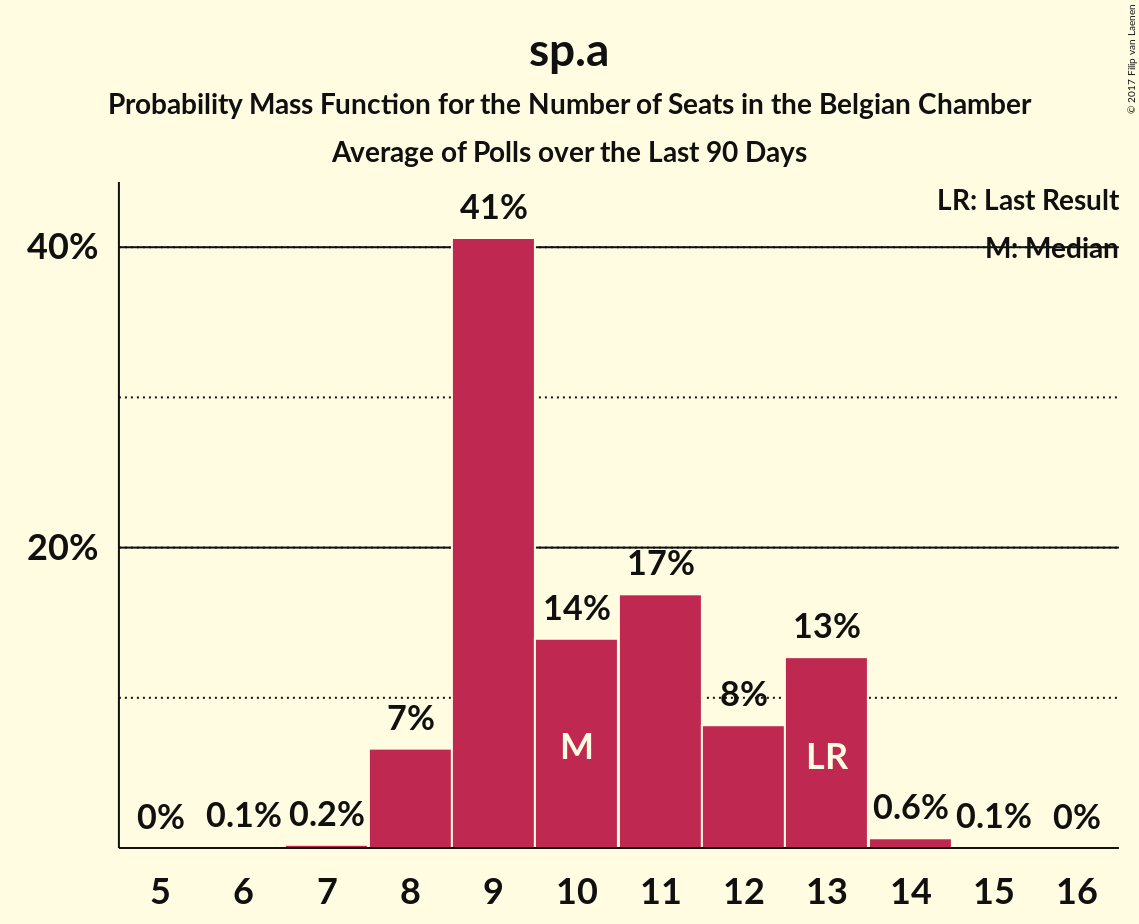 sp.a
Probability Mass Function for the Number of Seats in the Belgian Chamber
Average of Polls over the Last 90 Days
© 2017 Filip van Laenen
LR: Last Result
M: Median
40%
20%
0%
0.1%
0.2%
7%
41%
14%
17%
8%
13%
0.6%
0.1%
0%
M
LR
5 6 7 8 9 10 11 12 13 14 15 16